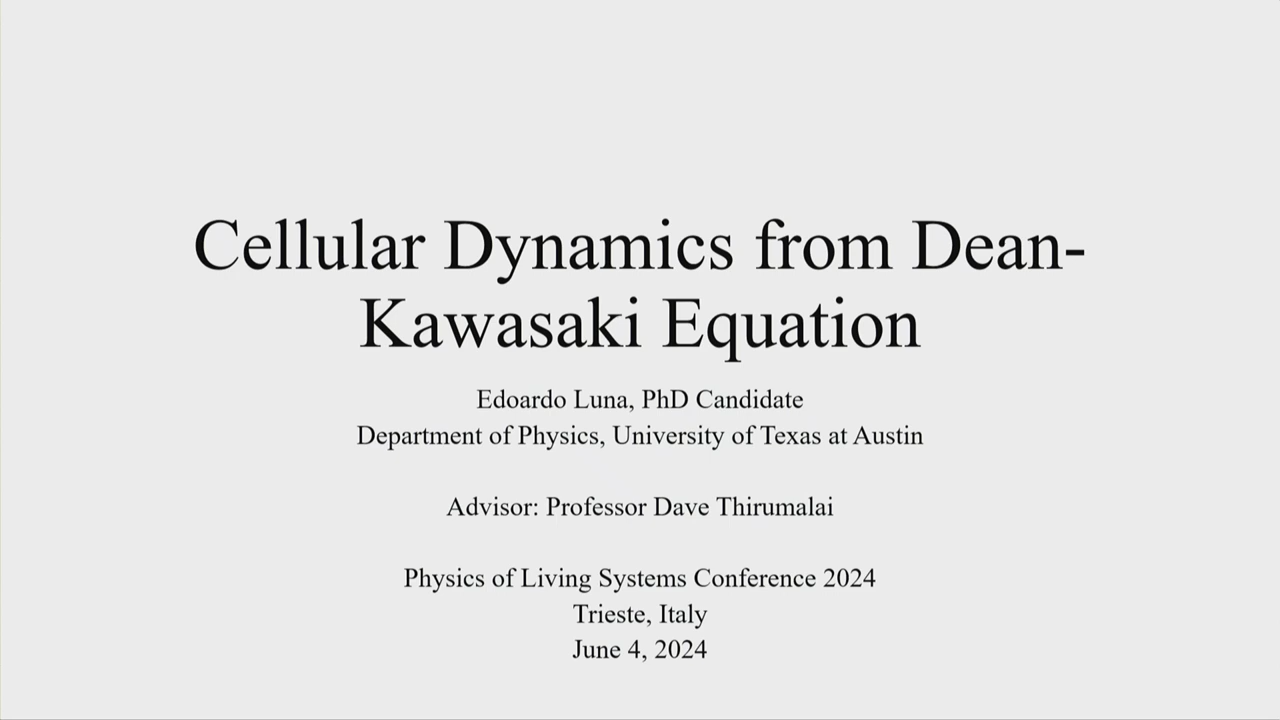 Cellular Dynamics from Dean-
Kawasaki Equation
Edoardo Luna, PhD Candidate
Department of Physics, University of Texas at Austin
Advisor: Professor Dave Thirumalai
Physics of Living Systems Conference 2024
Trieste, Italy
June 4, 2024